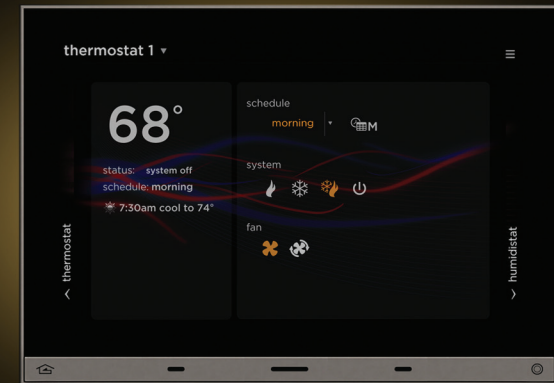 thermostat 1
68°
status: system off
schedule: morning
7:30am cool to 74°
schedule
morning
M
system
fan
thermostat
humidistat